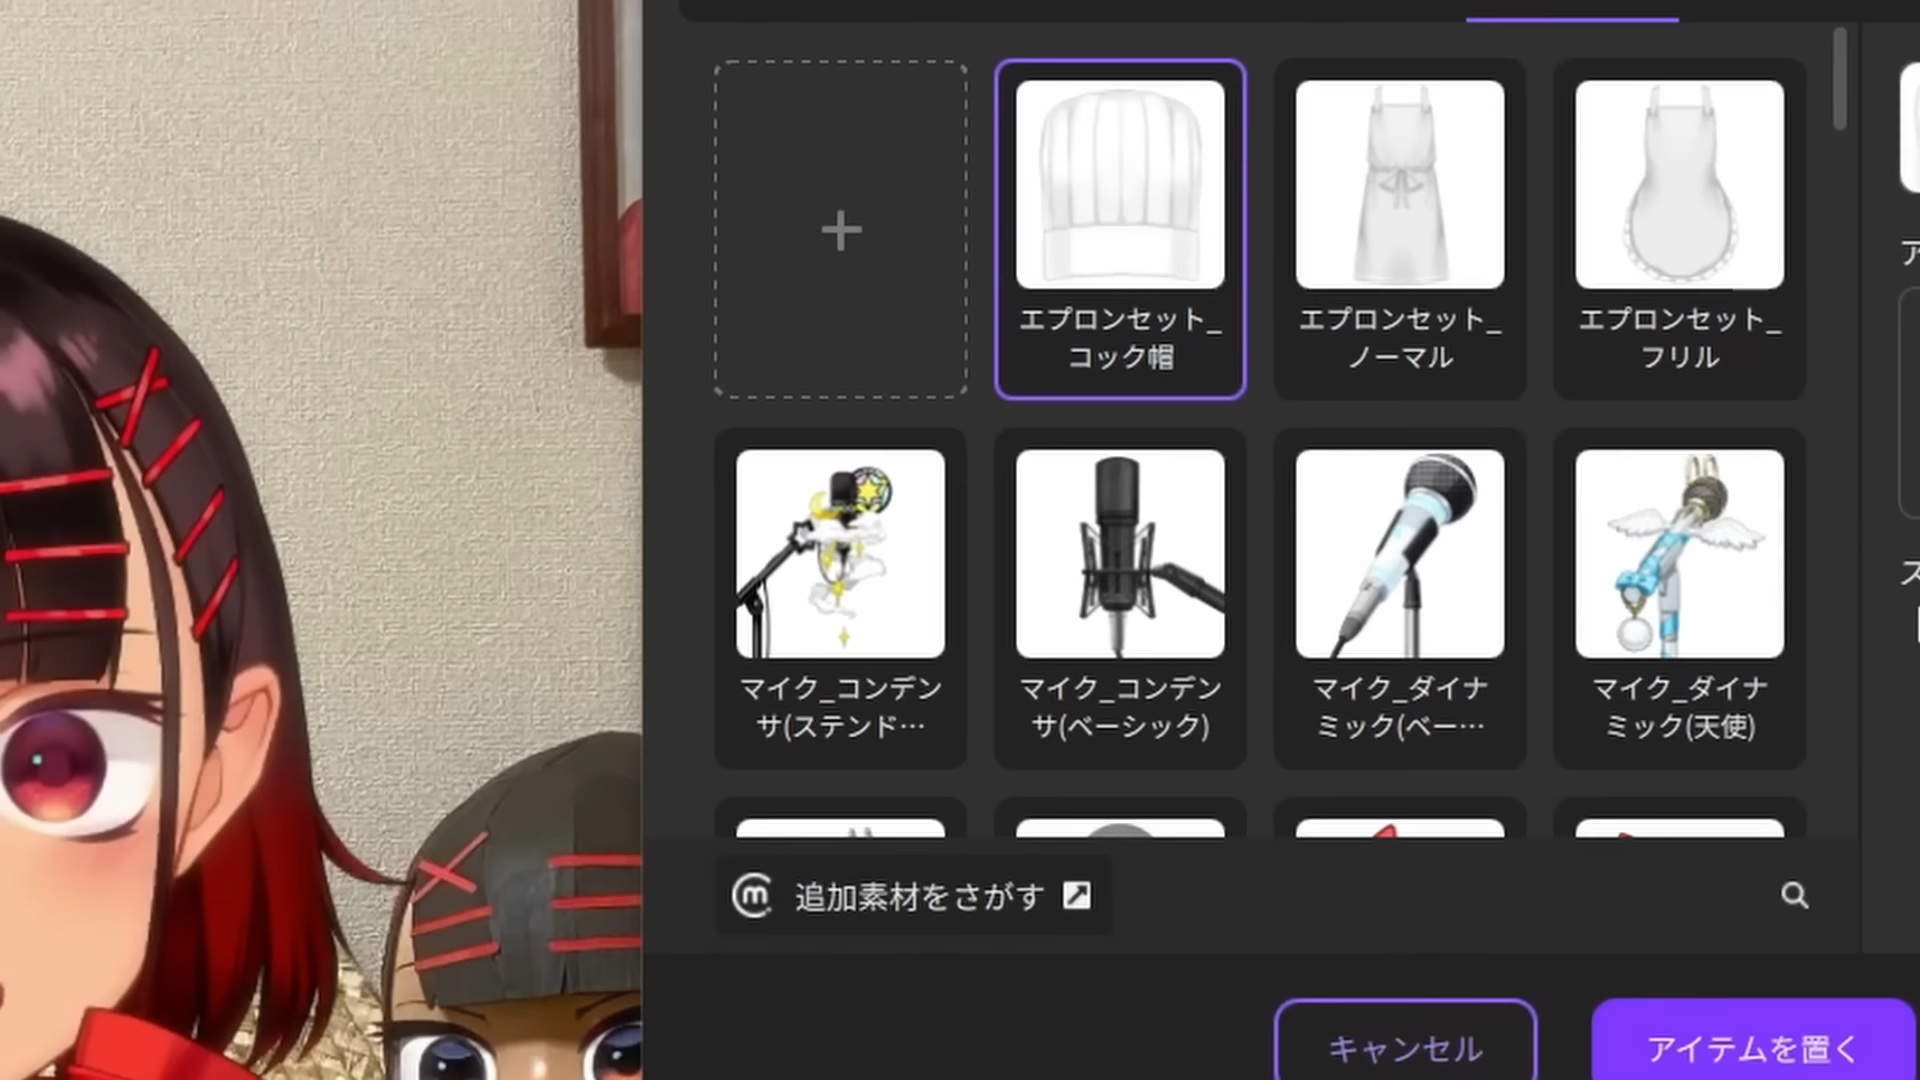 エプロンセット_
コック帽
エプロンセット_
ノーマル
エプロンセット_
フリル
マイク_コンデン
サ(ステンド…
マイク_コンデン
サ(ベーシック)
マイク_ダイナ
ミック(ベー…
マイク_ダイナ
ミック(天使)
追加素材をさがす
キャンセル
アイテムを置く